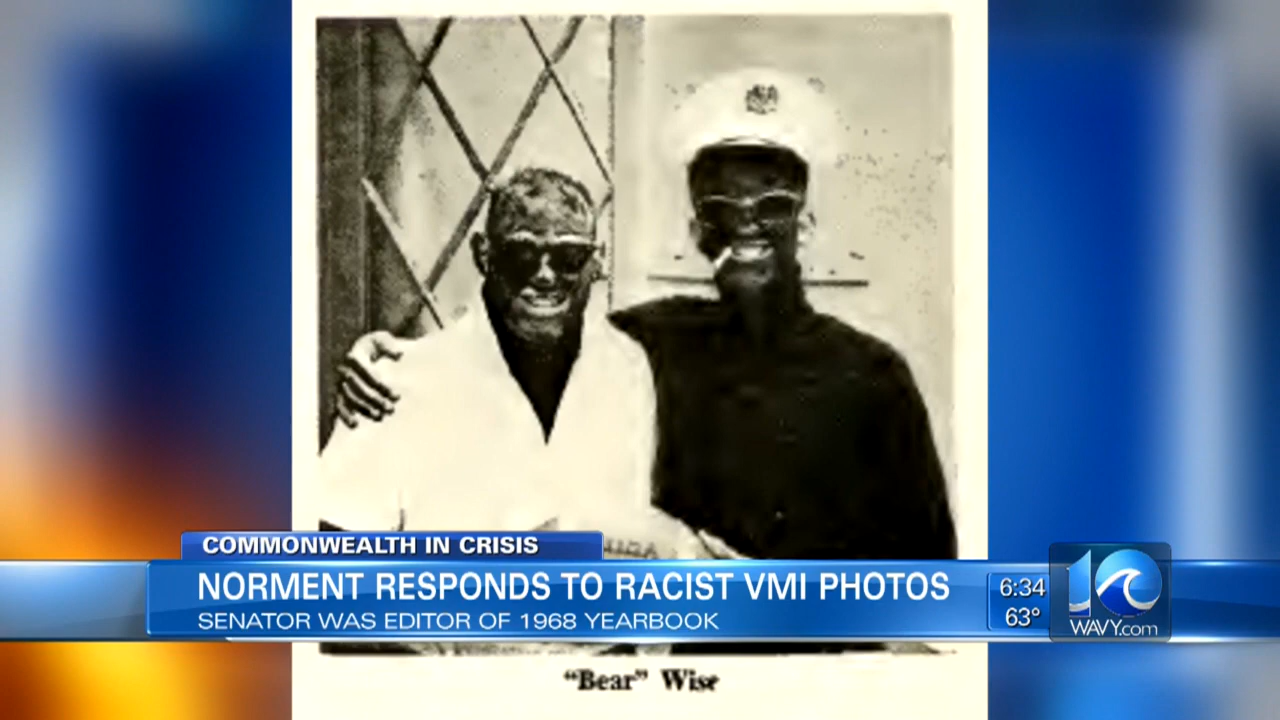 COMMONWEALTH IN CRISIS
NORMENT RESPONDS TO RACIST VMI PHOTOS
SENATOR WAS EDITOR OF 1968 YEARBOOK
6:34
63°
10
WAVY.com
"Bear" Wise